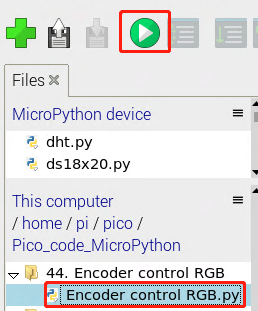 Files
MicroPython device
dht.py
ds18x20.py
This computer
/ home / pi / pico /
Pico_code_MicroPython
44. Encoder control RGB
Encoder control RGB.py